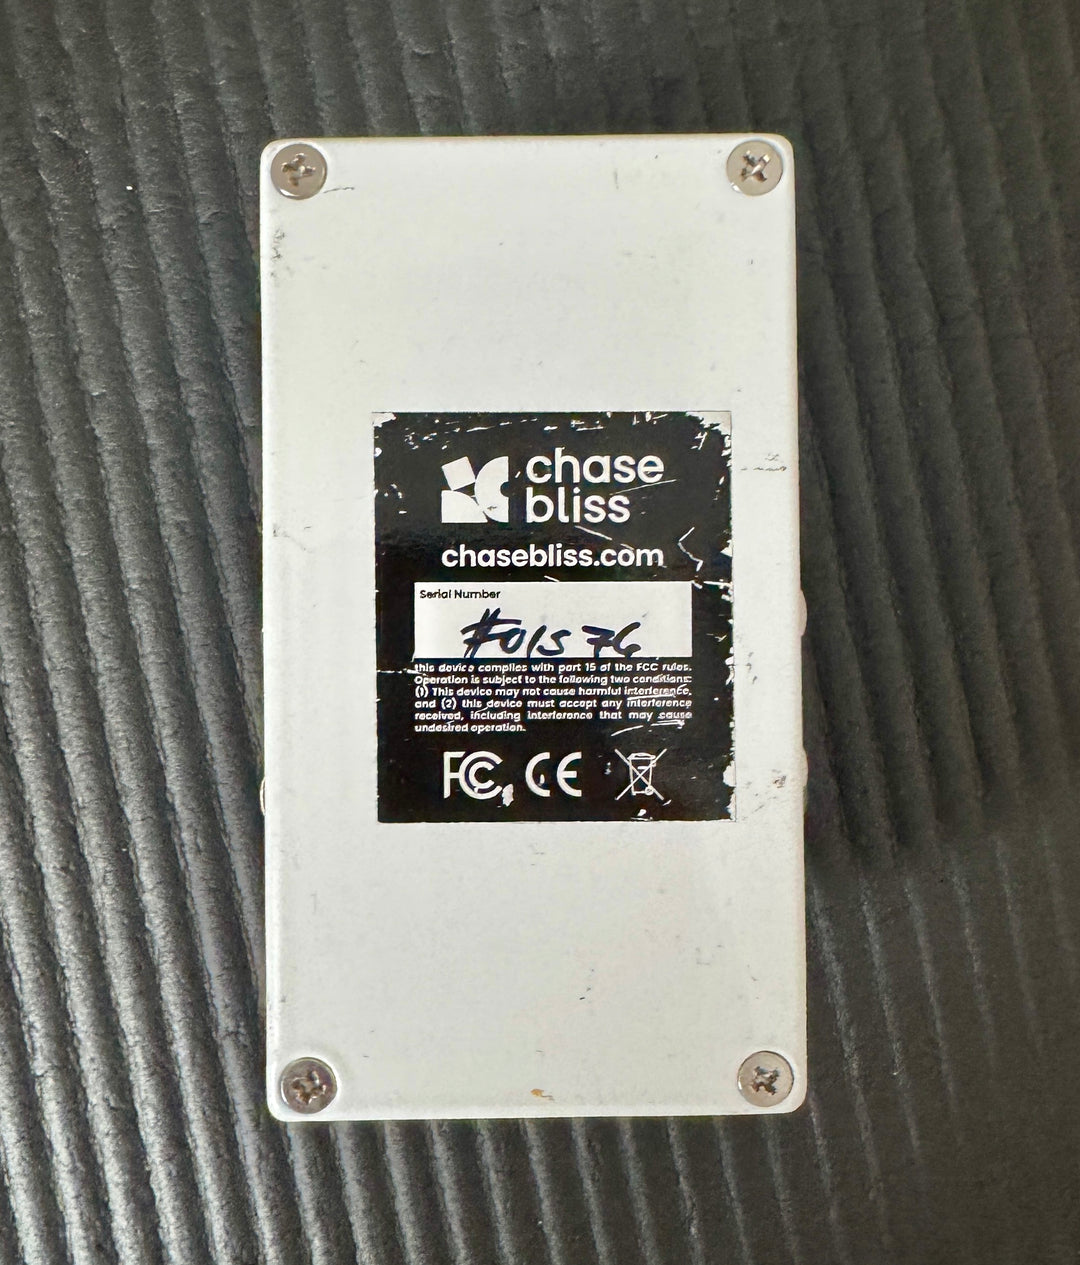 chase
bliss
chasebliss.com
Serial Number
#01576
this device complies with part 15 of the FCC rules.
Operation is subject to the following two conditions:
(1) This device may not cause harmful interference,
and (2) this device must accept any interference
received, including interference that may cause
undesired operation.
FC CE